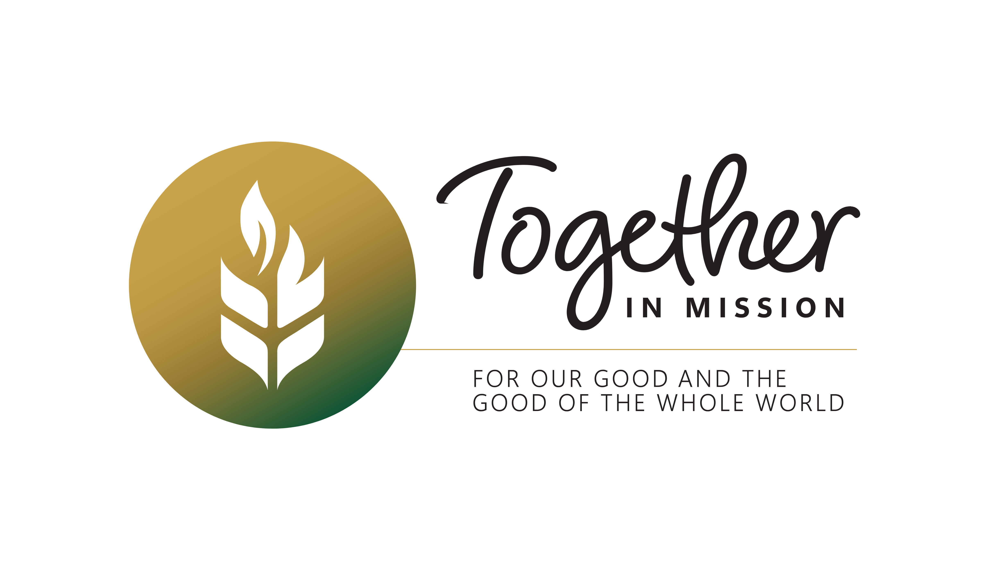 Together
IN MISSION
FOR OUR GOOD AND THE
GOOD OF THE WHOLE WORLD